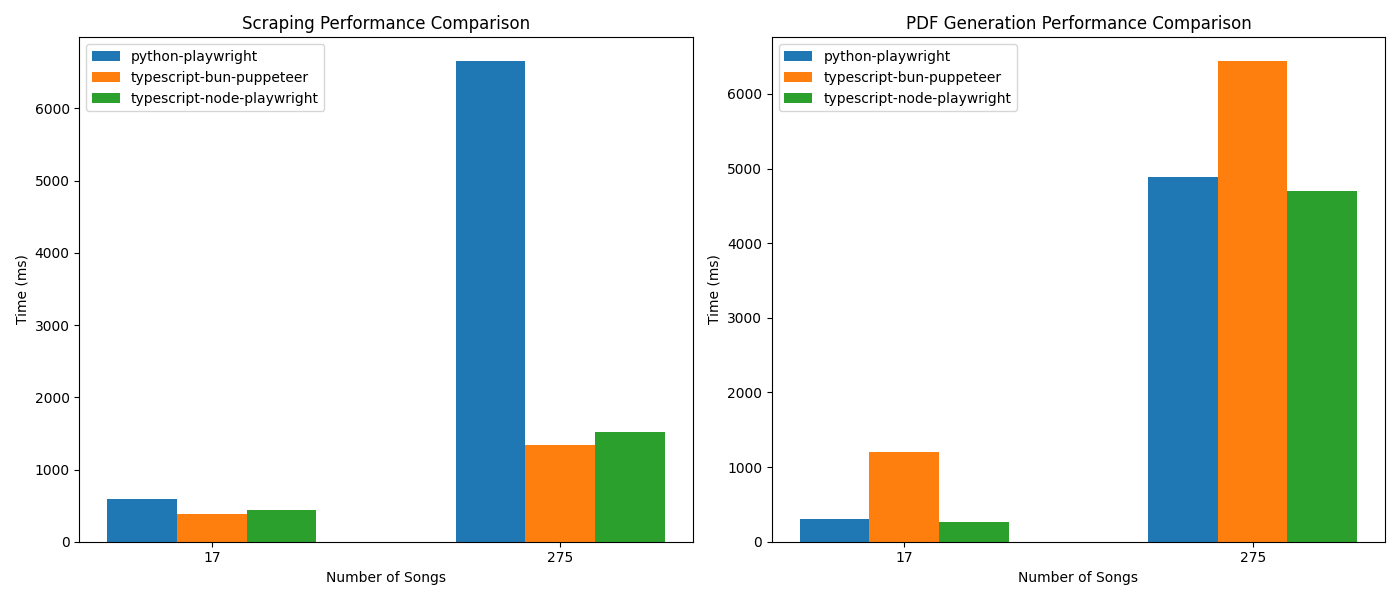 Scraping Performance Comparison
python-playwright
typescript-bun-puppeteer
typescript-node-playwright
6000
5000
4000
3000
2000
1000
0
Time (ms)
17
275
Number of Songs
PDF Generation Performance Comparison
python-playwright
typescript-bun-puppeteer
typescript-node-playwright
6000
5000
4000
3000
2000
1000
0
Time (ms)
17
275
Number of Songs